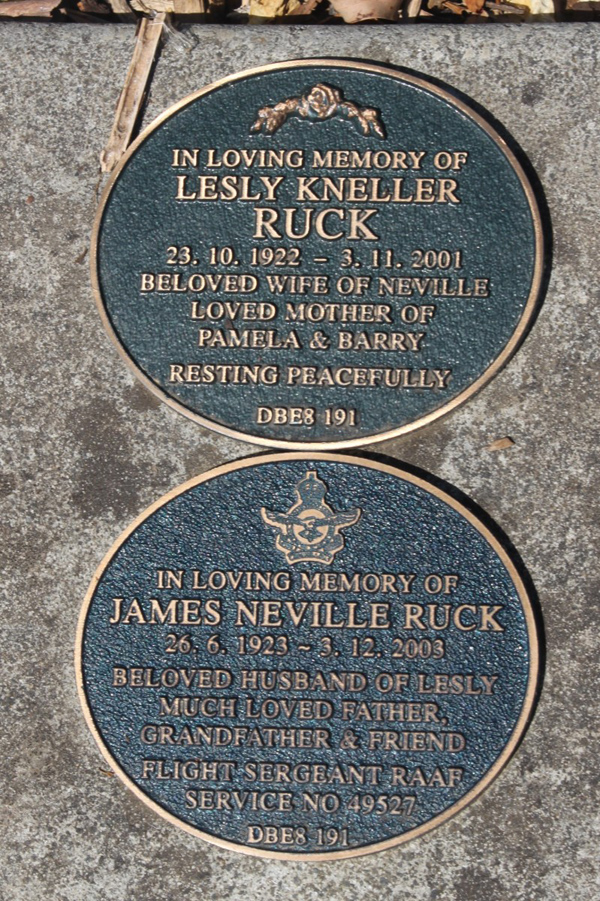 IN LOVING MEMORY OF
LESLY KNELLER
RUCK
23. 10. 1922 – 3. 11. 2001
BELOVED WIFE OF NEVILLE
LOVED MOTHER OF
PAMELA & BARRY
RESTING PEACEFULLY
DBE8 191
IN LOVING MEMORY OF
JAMES NEVILLE RUCK
26. 6. 1923 ~ 3. 12. 2003
BELOVED HUSBAND OF LESLY
MUCH LOVED FATHER,
GRANDFATHER & FRIEND
FLIGHT SERGEANT RAAF
SERVICE NO 49527
DBE8 191